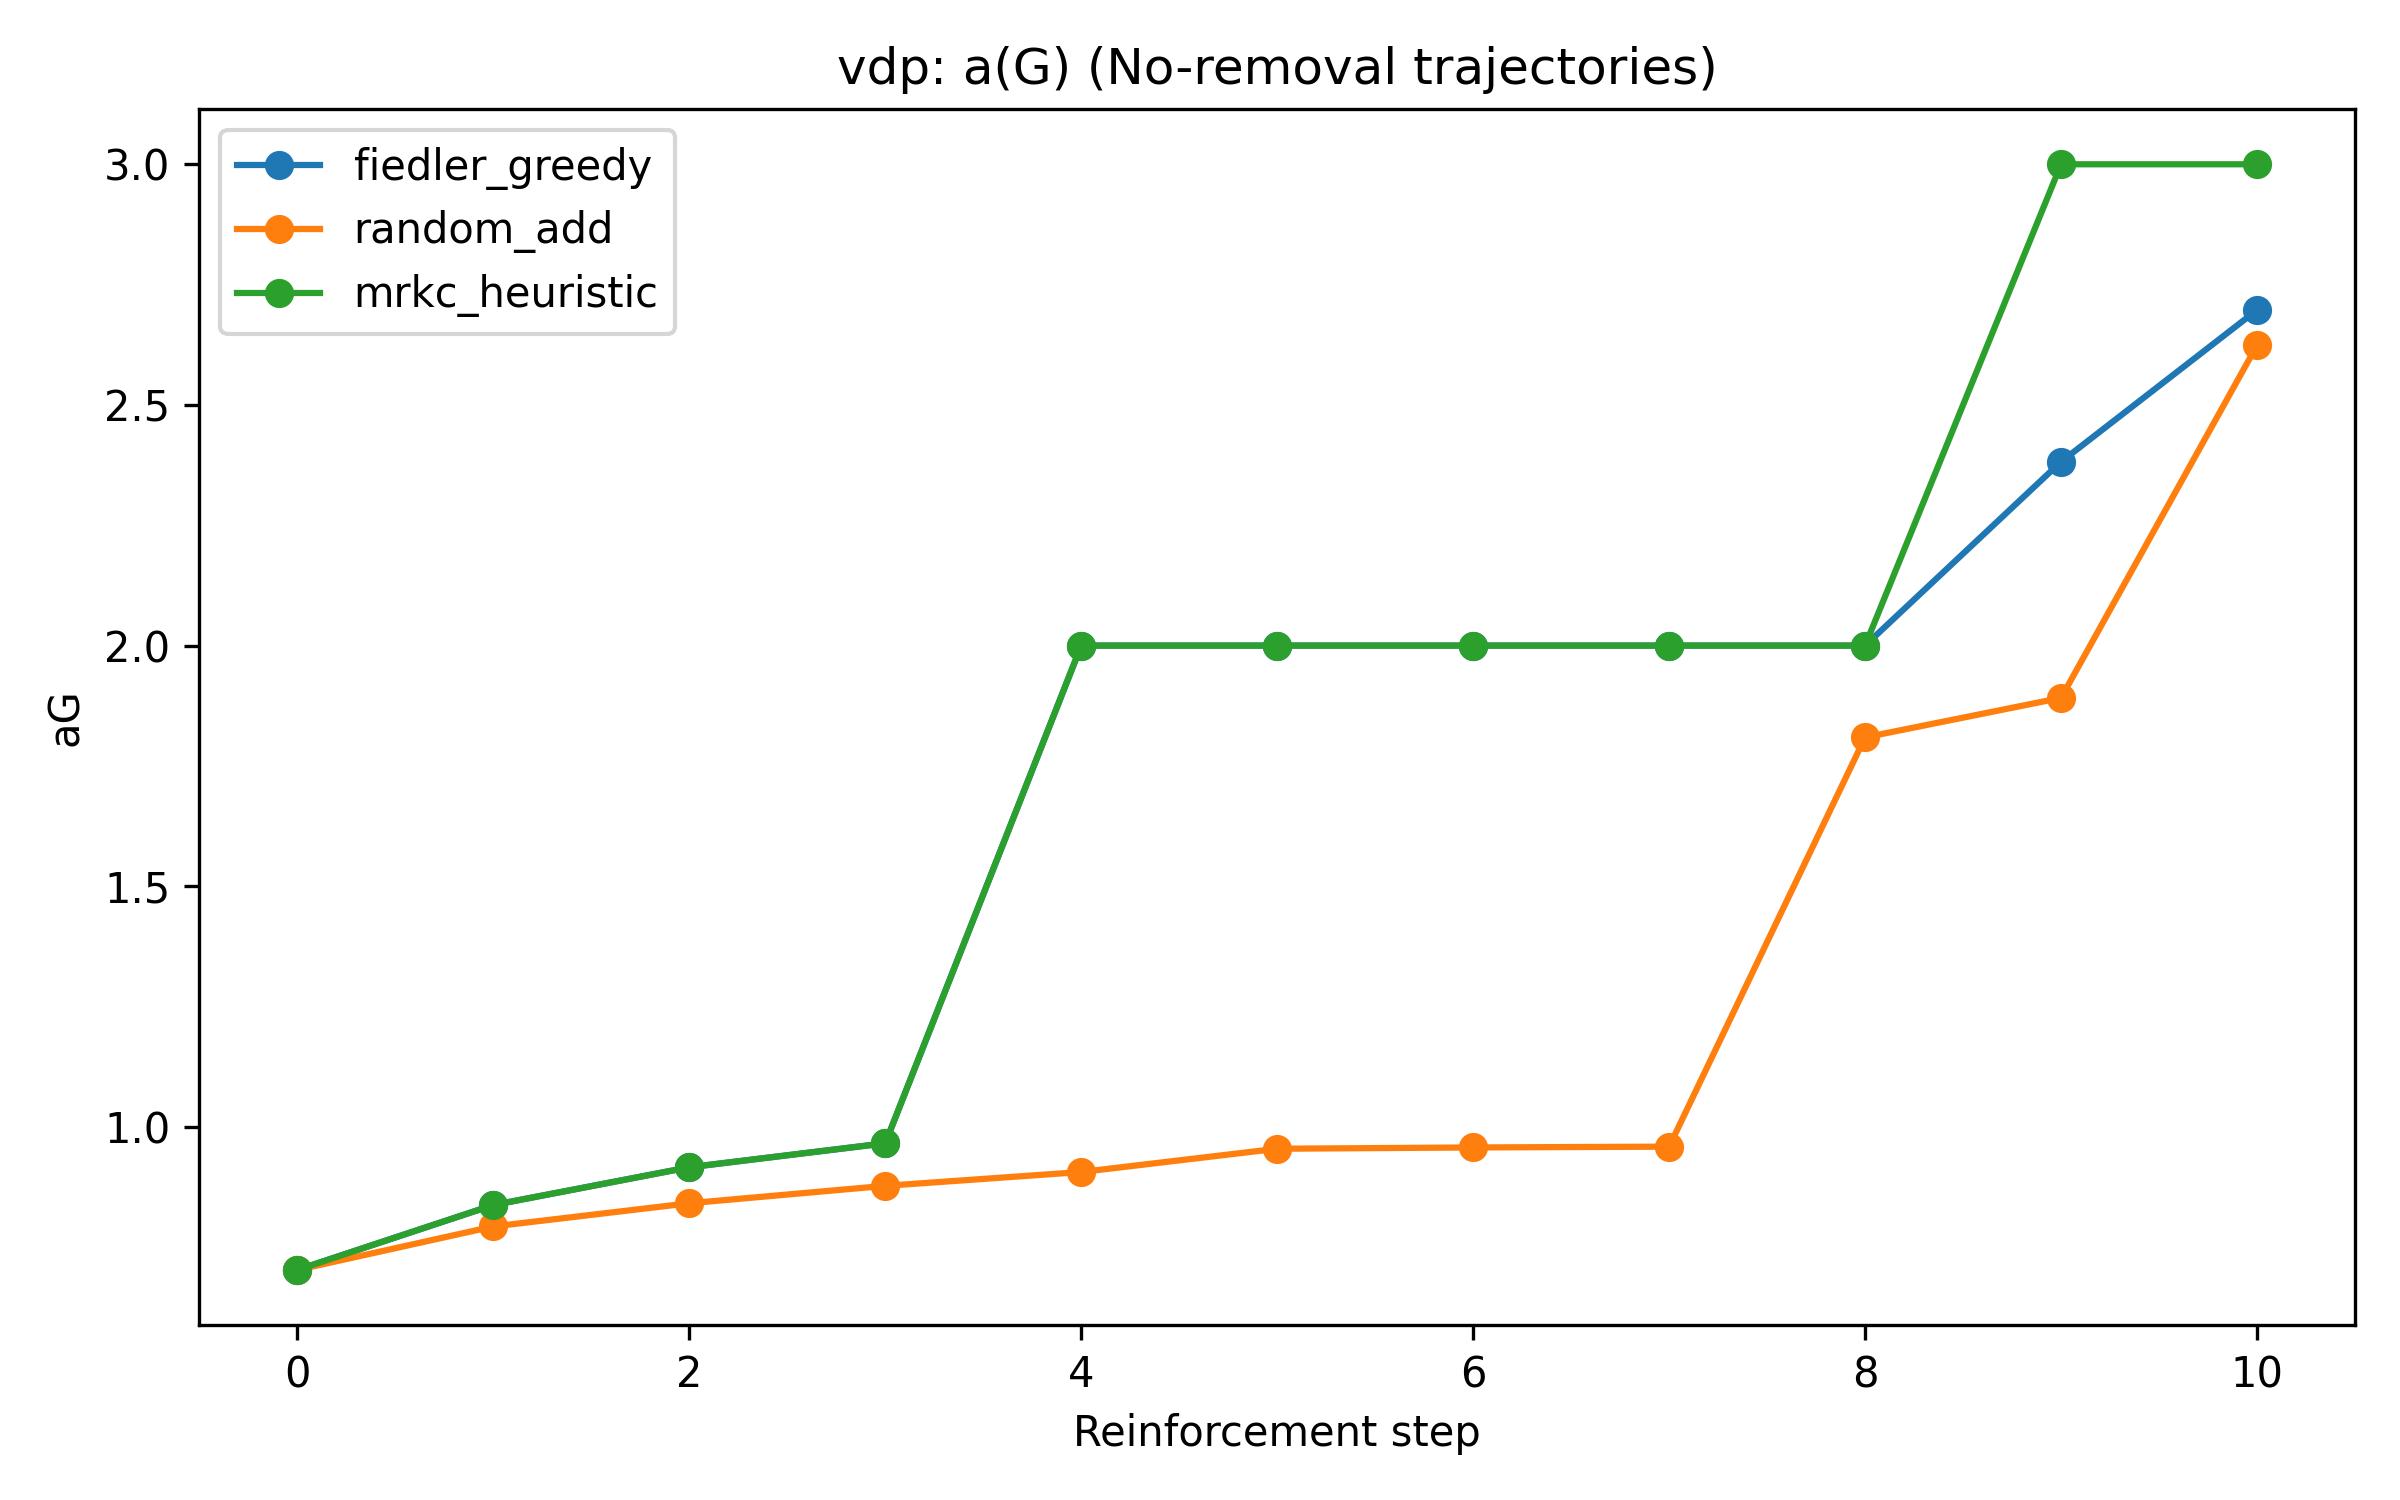 vdp: a(G) (No-removal trajectories)
fiedler_greedy
random_add
mrkc_heuristic
3.0
2.5
2.0
1.5
1.0
aG
0 2 4 6 8 10
Reinforcement step